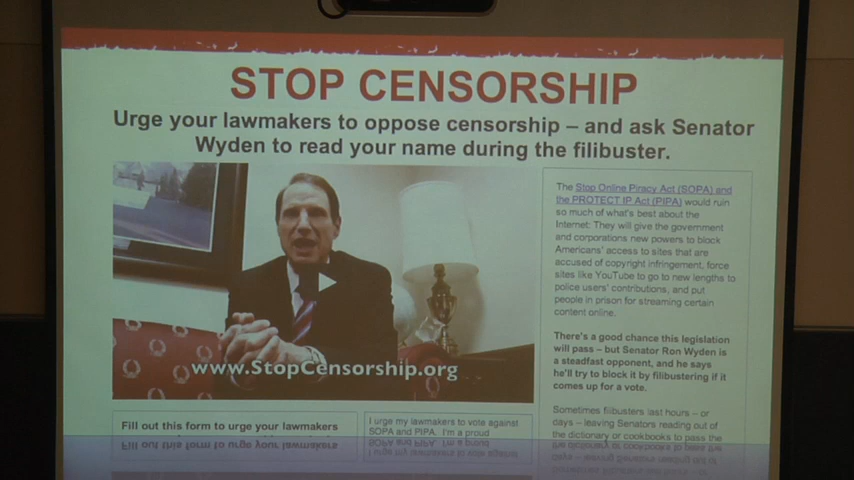 STOP CENSORSHIP
Urge your lawmakers to oppose censorship – and ask Senator
Wyden to read your name during the filibuster.
www.StopCensorship.org
The Stop Online Piracy Act (SOPA) and
the PROTECT IP Act (PIPA) would ruin
so much of what's best about the
Internet: They will give the government
and corporations new powers to block
Americans' access to sites that are
accused of copyright infringement, force
sites like YouTube to go to new lengths to
police users' contributions, and put
people in prison for streaming certain
content online.
There's a good chance this legislation
will pass – but Senator Ron Wyden is
a steadfast opponent, and he says
he'll try to block it by filibustering if it
comes up for a vote.
Sometimes filibusters last hours – or
days – leaving Senators reading out of
the dictionary or cookbooks to pass the
Fill out this form to urge your lawmakers
I urge my lawmakers to vote against
SOPA and PIPA. I'm a proud